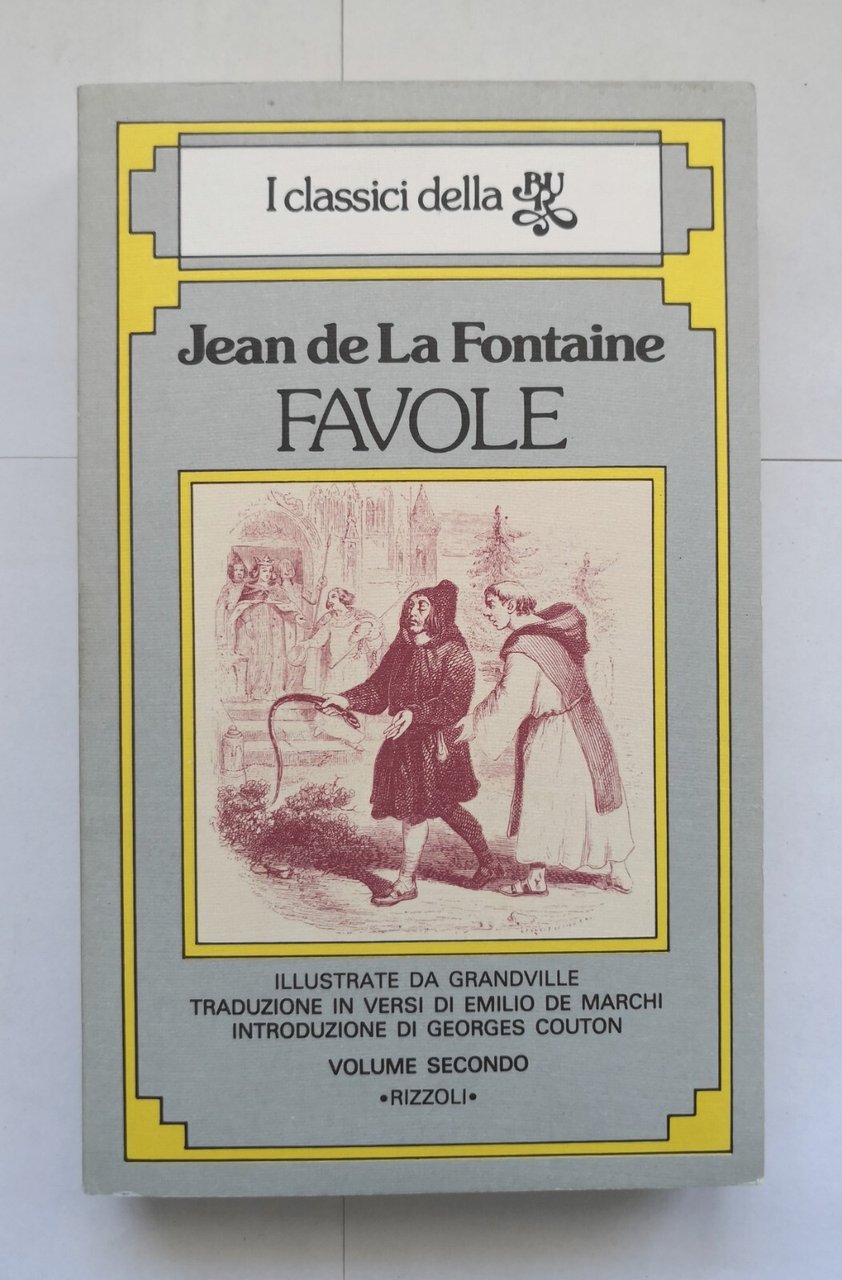 I classici della BUR
Jean de La Fontaine
FAVOLE
ILLUSTRATE DA GRANDVILLE
TRADUZIONE IN VERSI DI EMILIO DE MARCHI
INTRODUZIONE DI GEORGES COUTON
VOLUME SECONDO
•RIZZOLI•